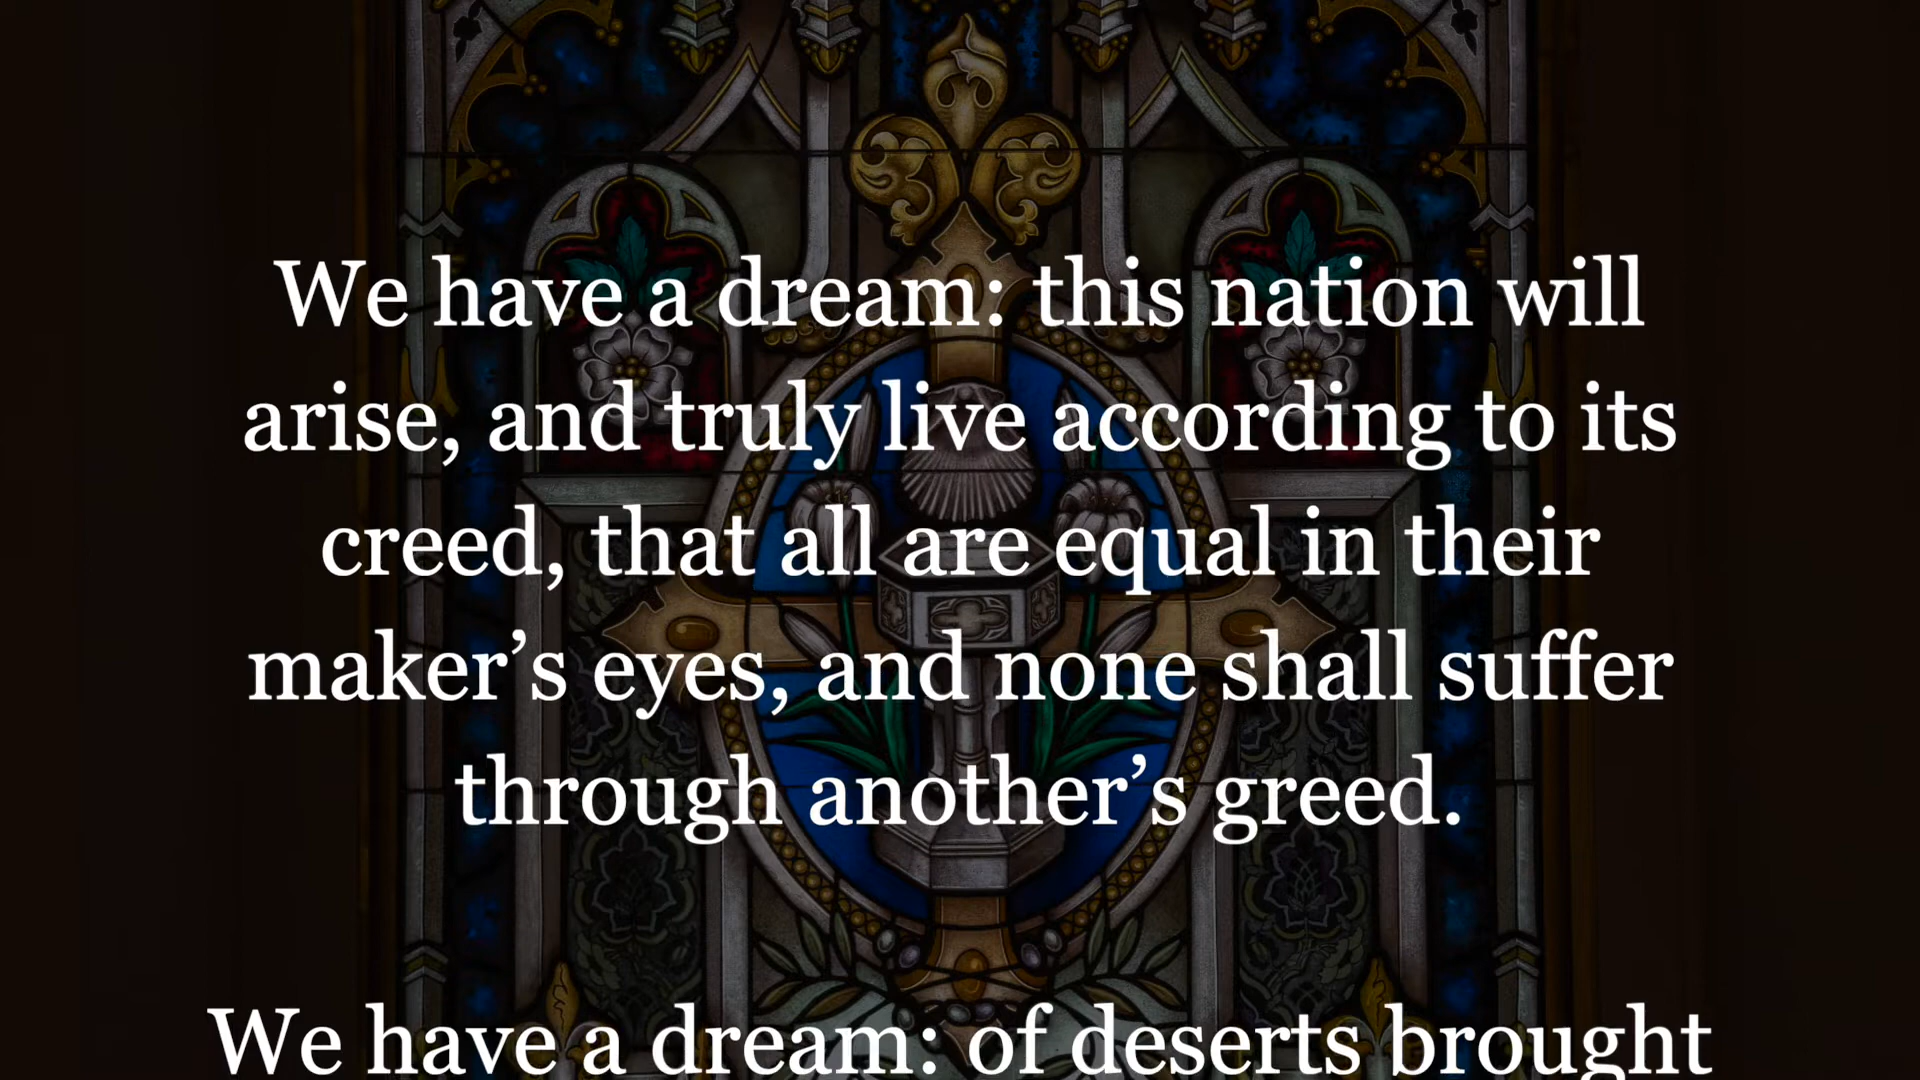 We have a dream: this nation will
arise, and truly live according to its
creed, that all are equal in their
maker’s eyes, and none shall suffer
through another’s greed.
We have a dream: of deserts brought